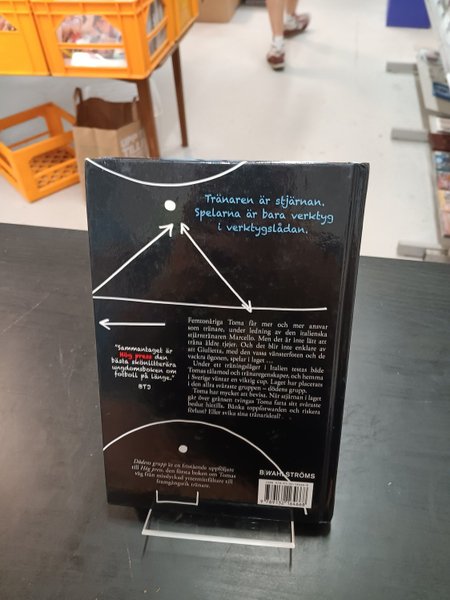 Tränaren är stjärnan.
Spelarna är bara verktyg
i verktygslådan.
Femtonåriga Toma får mer och mer ansvar
som tränare, under ledning av den italienska
stjärntränaren Marcello. Men det är inte lätt att
träna äldre tjejer. Och det blir inte enklare av
att Giulietta, med den vassa vänsterfoten och de
vackra ögonen, spelar i laget ...
Under ett träningsläger i Italien testas både
Tomas tålamod och tränaregenskaper, och hemma
i Sverige väntar en viktig cup. Laget har placerats
i den allra svåraste gruppen – dödens grupp.
Toma har mycket att bevisa. När stjärnan i laget
går över gränsen tvingas Toma fatta sitt svåraste
beslut hittills. Bänka toppforwarden och riskera
förlust? Eller svika sina tränarideal?
"Sammantaget är
Hög press den
bästa skönlitterära
ungdomsboken om
fotboll på länge."
BTJ
Dödens grupp är en fristående uppföljare
till Hög press, den första boken om Tomas
väg från misslyckad yttermittfältare till
framgångsrik tränare.
B.WAHLSTRÖMS